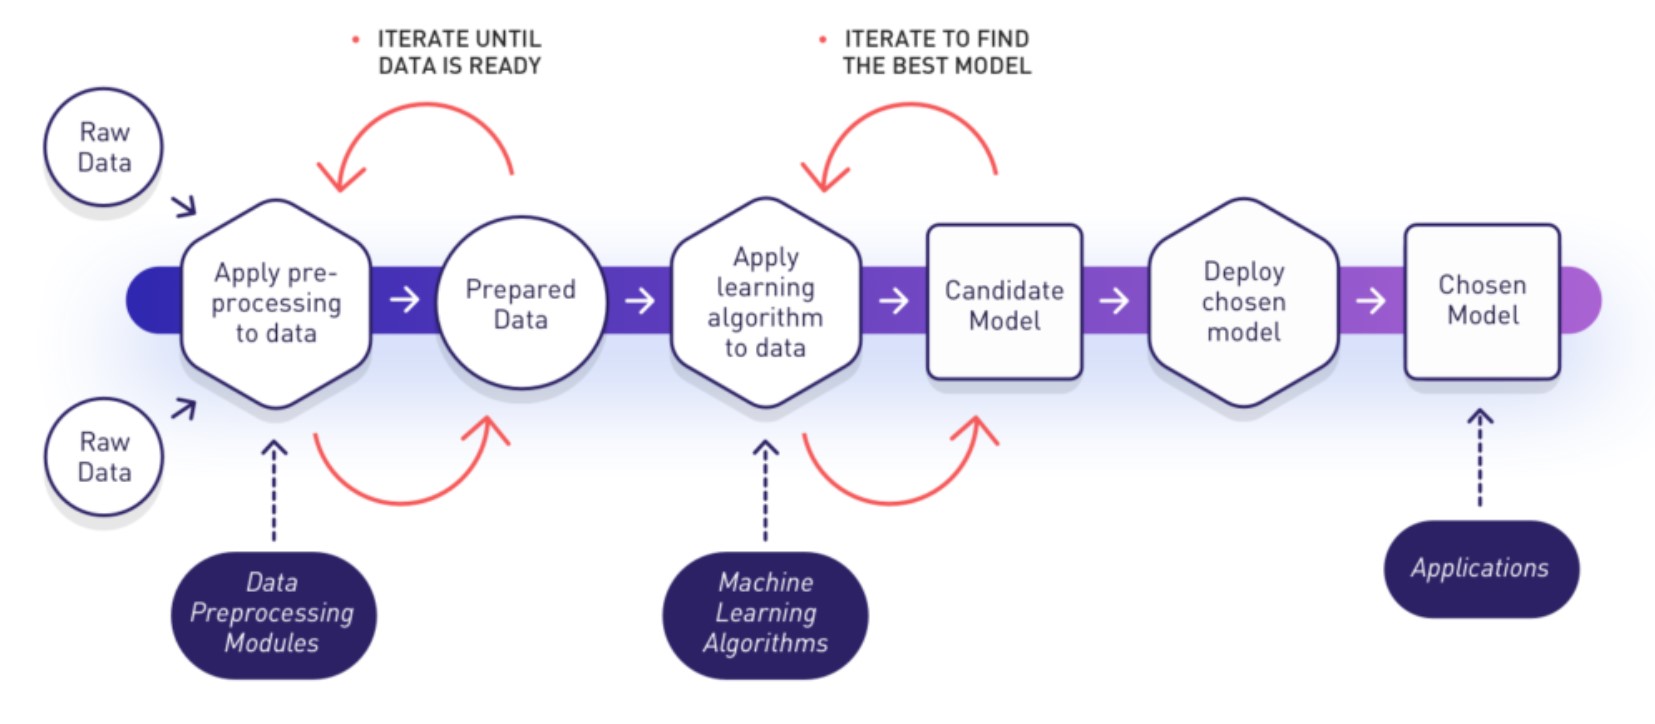 • ITERATE UNTIL
DATA IS READY
• ITERATE TO FIND
THE BEST MODEL
Raw
Data
Raw
Data
Apply pre-
processing
to data
Prepared
Data
Apply
learning
algorithm
to data
Candidate
Model
Deploy
chosen
model
Chosen
Model
Data
Preprocessing
Modules
Machine
Learning
Algorithms
Applications